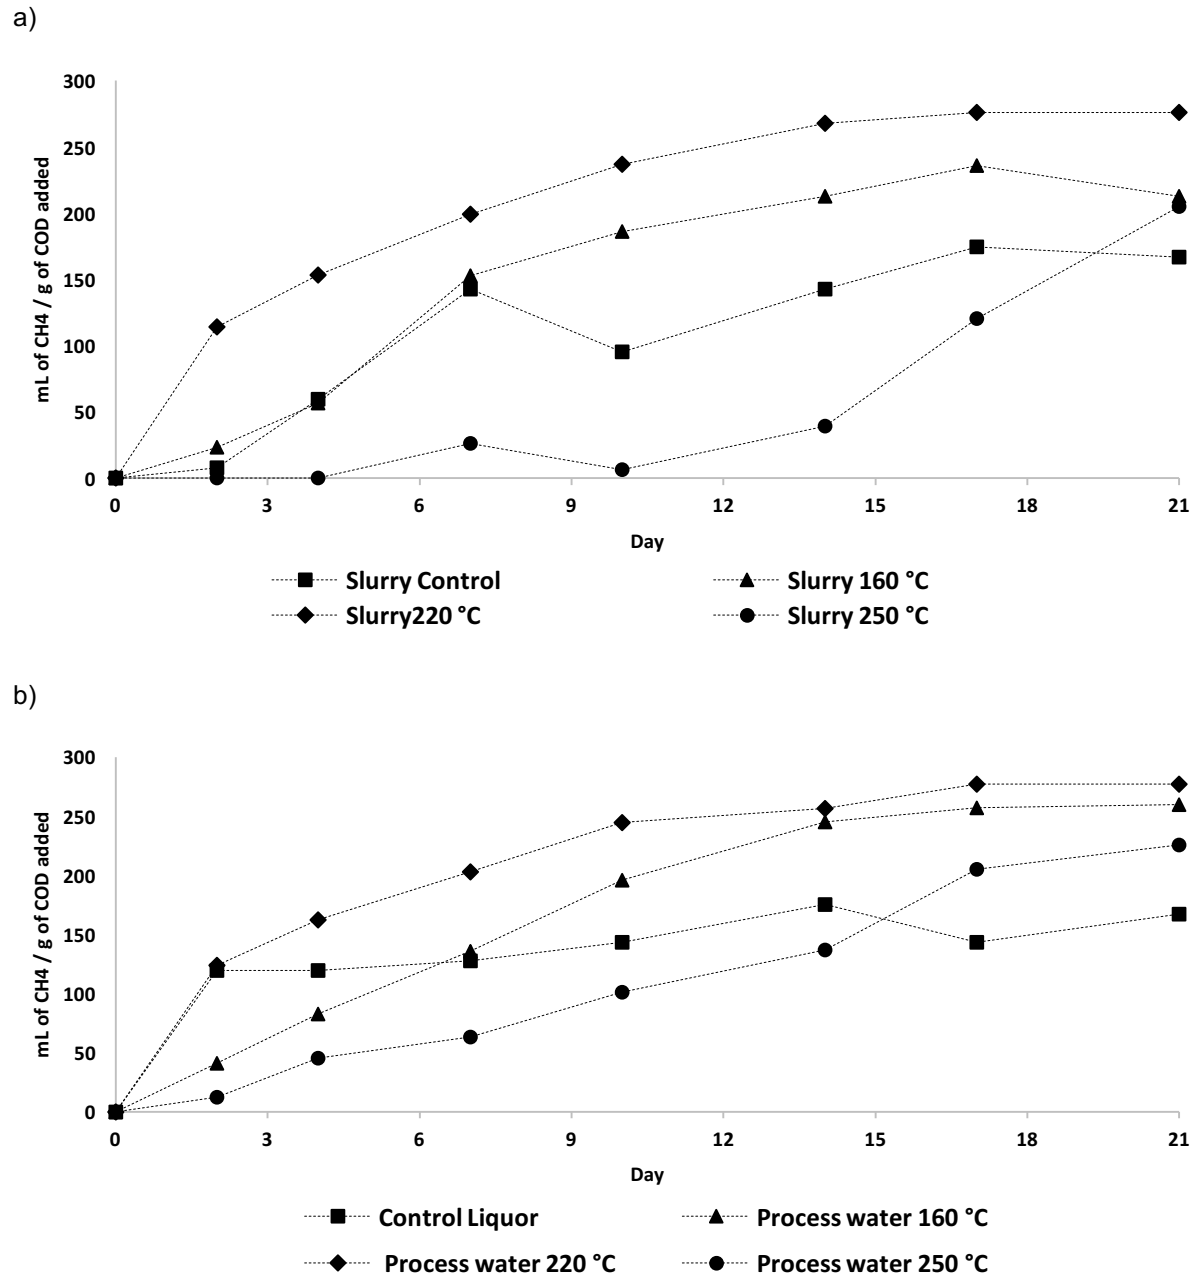 a)
300
250
200
150
100
50
0
mL of CH4 / g of COD added
0 3 6 9 12 15 18 21
Day
Slurry Control Slurry 160 °C
Slurry220 °C Slurry 250 °C
b)
300
250
200
150
100
50
0
mL of CH4 / g of COD added
0 3 6 9 12 15 18 21
Day
Control Liquor Process water 160 °C
Process water 220 °C Process water 250 °C